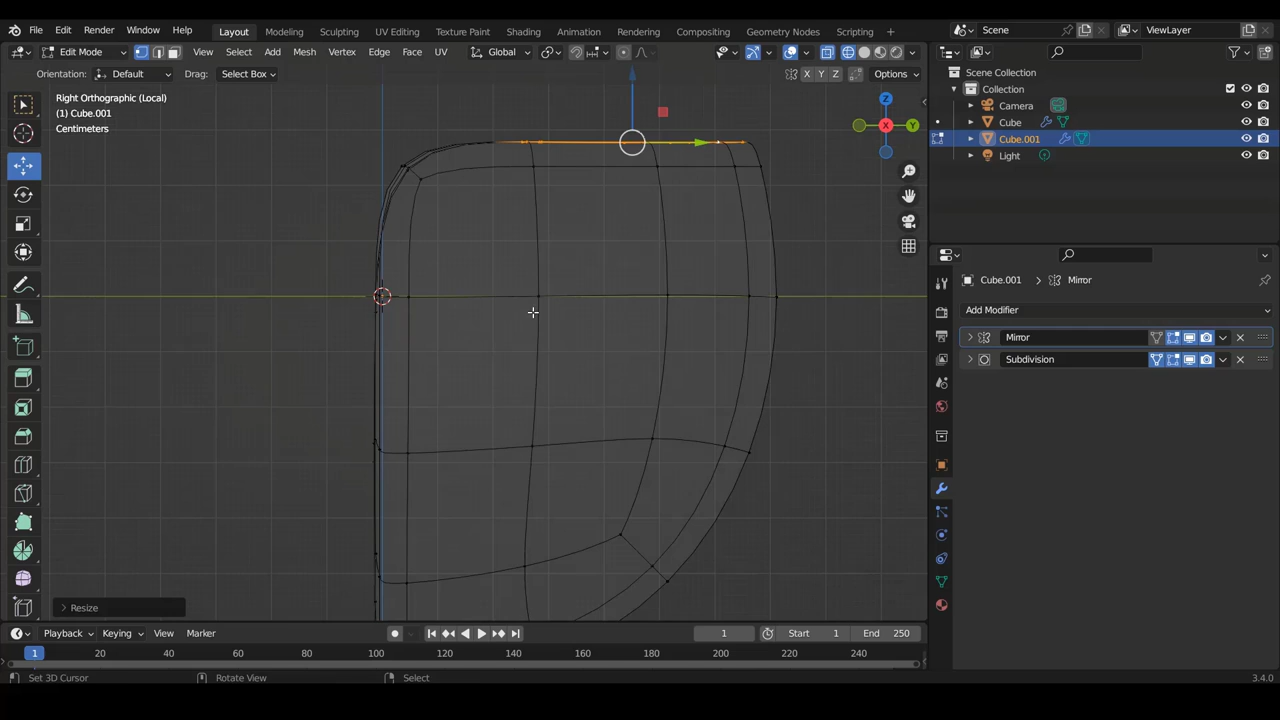 File Edit Render Window Help Layout Modeling Sculpting UV Editing Texture Paint Shading Animation Rendering Compositing Geometry Nodes Scripting + Scene ViewLayer
Edit Mode View Select Add Mesh Vertex Edge Face UV Global
Orientation: Default Drag: Select Box X Y Z Options
Right Orthographic (Local)
(1) Cube.001
Centimeters
Z
X
Y
Resize
Scene Collection
Collection
Camera
Cube
Cube.001
Light
Cube.001 > Mirror
Add Modifier
Mirror
Subdivision
Playback Keying View Marker 1 Start 1 End 250
1 20 40 60 80 100 120 140 160 180 200 220 240
Set 3D Cursor Rotate View Select 3.4.0